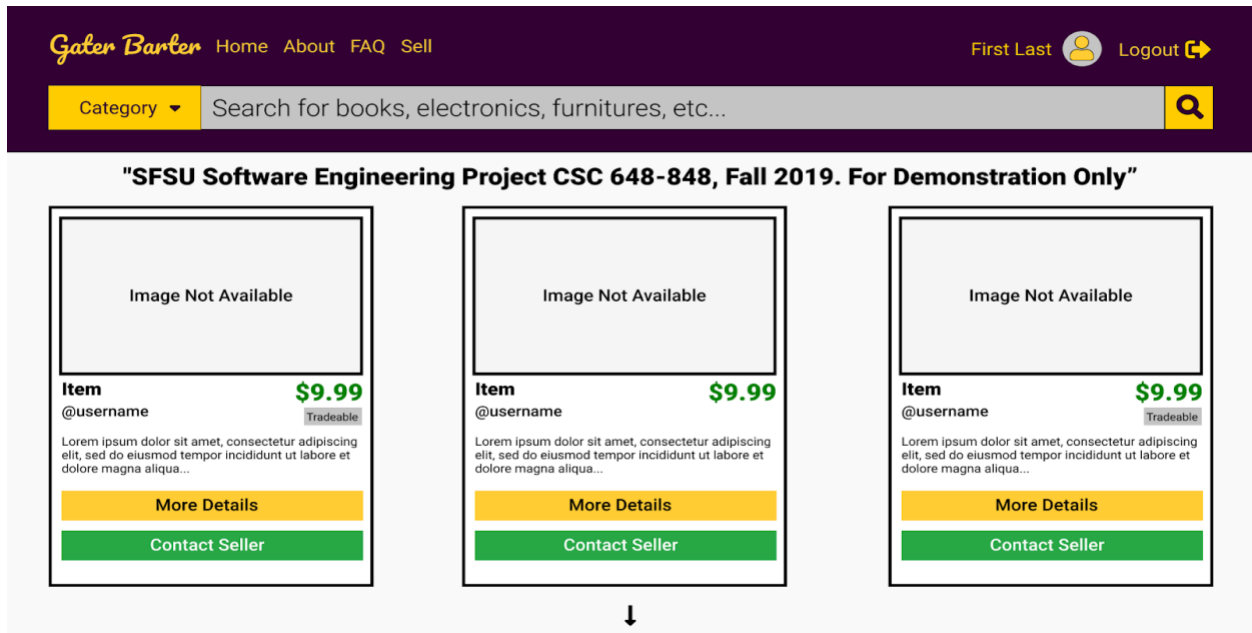 Gater Barter Home About FAQ Sell First Last Logout
Category Search for books, electronics, furnitures, etc...
"SFSU Software Engineering Project CSC 648-848, Fall 2019. For Demonstration Only”
Image Not Available
Item $9.99
@username Tradeable
Lorem ipsum dolor sit amet, consectetur adipiscing
elit, sed do eiusmod tempor incididunt ut labore et
dolore magna aliqua...
More Details
Contact Seller
Image Not Available
Item $9.99
@username
Lorem ipsum dolor sit amet, consectetur adipiscing
elit, sed do eiusmod tempor incididunt ut labore et
dolore magna aliqua...
More Details
Contact Seller
Image Not Available
Item $9.99
@username Tradeable
Lorem ipsum dolor sit amet, consectetur adipiscing
elit, sed do eiusmod tempor incididunt ut labore et
dolore magna aliqua...
More Details
Contact Seller